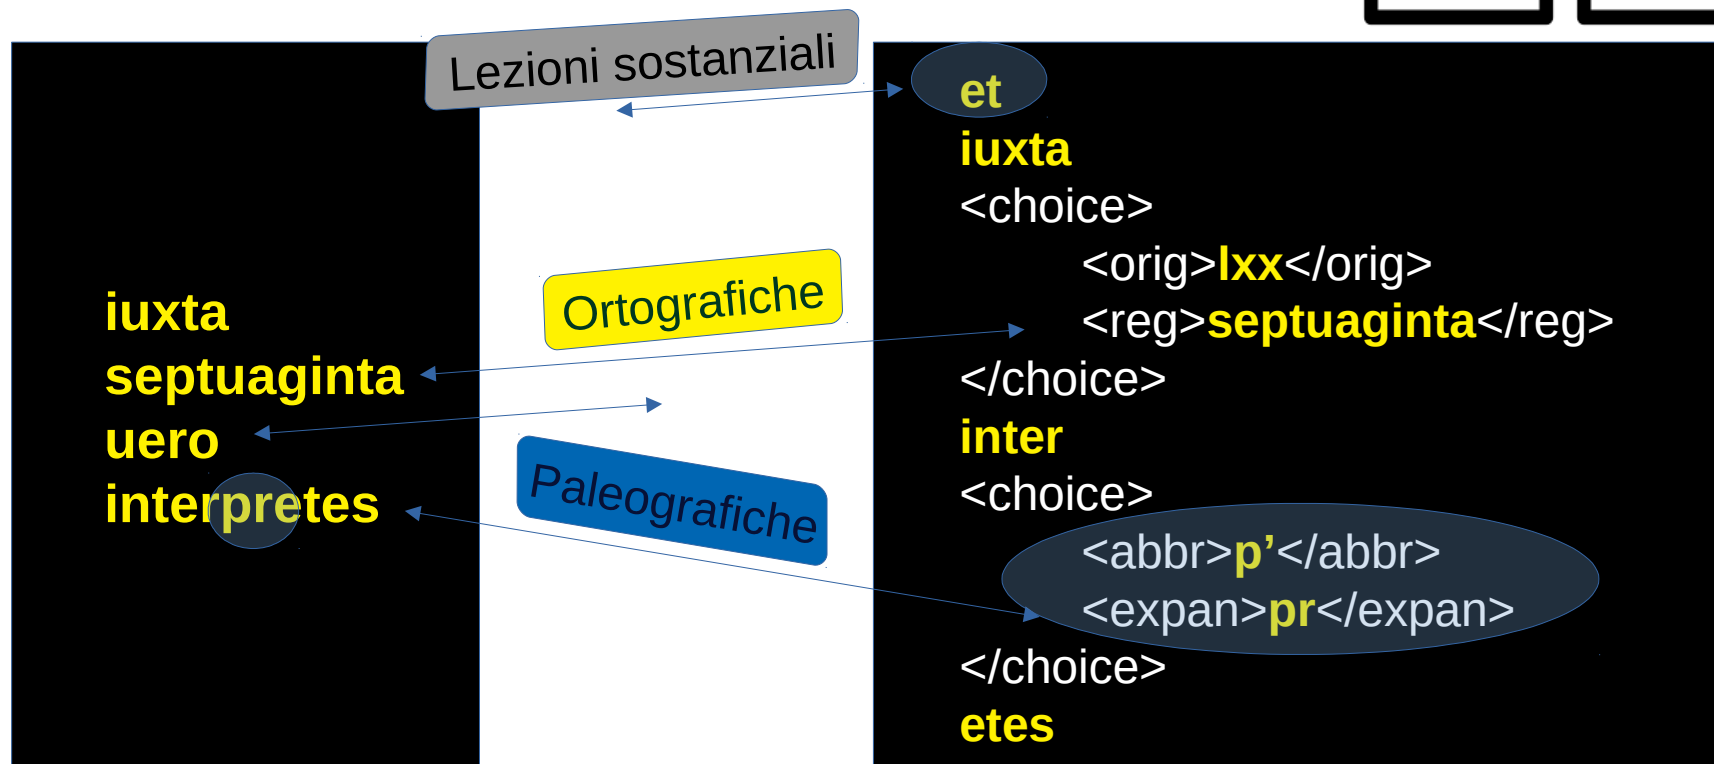 Lezioni sostanziali
Ortografiche
Paleografiche
iuxta
septuaginta
uero
interpretes
et
iuxta
<choice>
<orig>lxx</orig>
<reg>septuaginta</reg>
</choice>
inter
<choice>
<abbr>p’</abbr>
<expan>pr</expan>
</choice>
etes